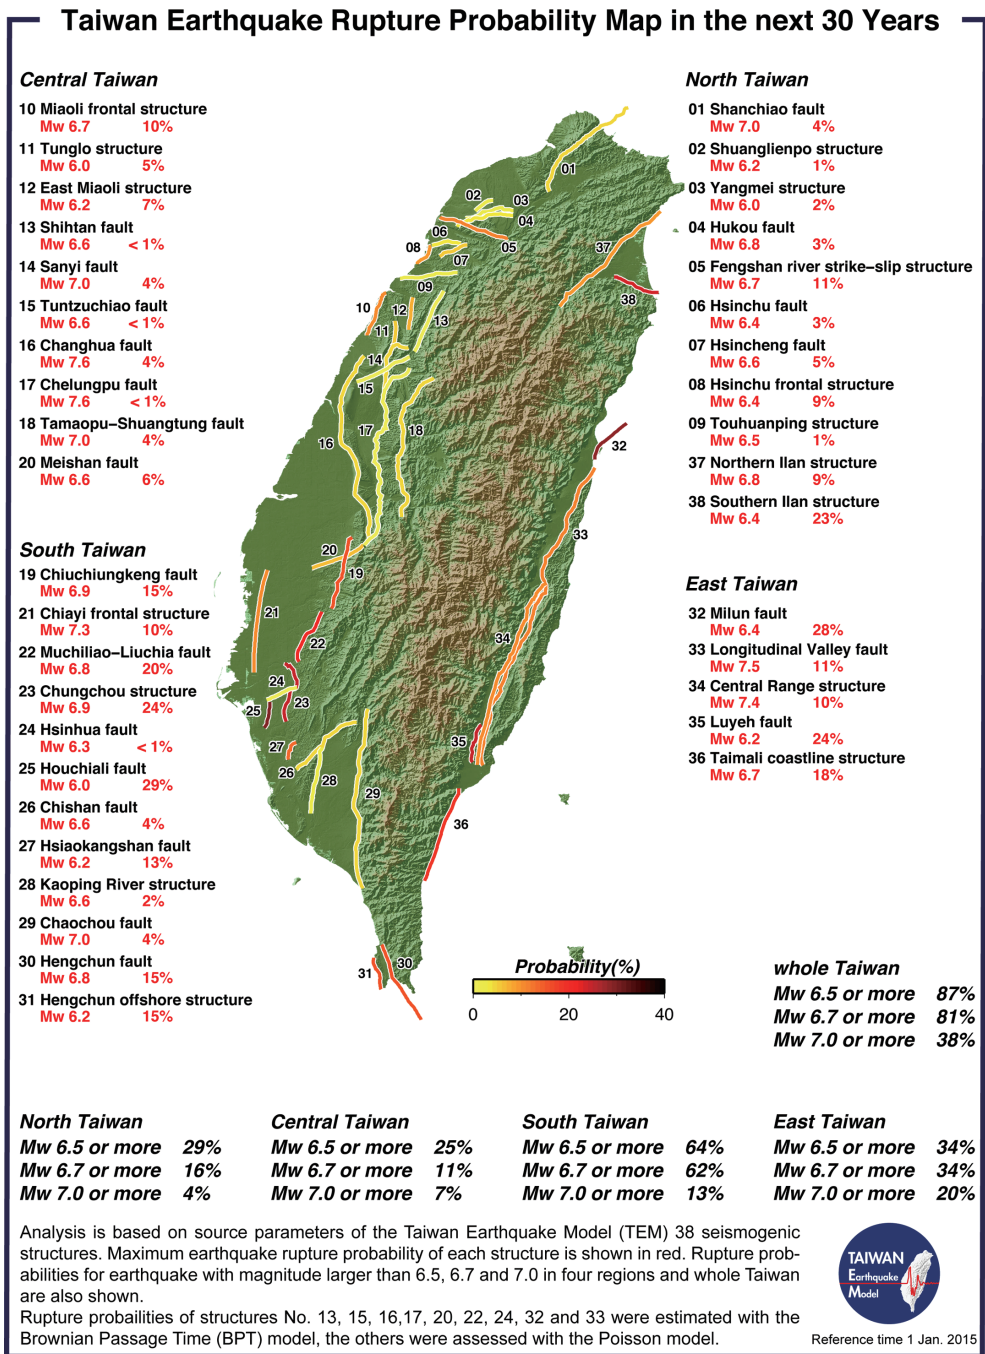 Taiwan Earthquake Rupture Probability Map in the next 30 Years
Central Taiwan
10 Miaoli frontal structure
Mw 6.7 10%
11 Tunglo structure
Mw 6.0 5%
12 East Miaoli structure
Mw 6.2 7%
13 Shihtan fault
Mw 6.6 < 1%
14 Sanyi fault
Mw 7.0 4%
15 Tuntzuchiao fault
Mw 6.6 < 1%
16 Changhua fault
Mw 7.6 4%
17 Chelungpu fault
Mw 7.6 < 1%
18 Tamaopu–Shuangtung fault
Mw 7.0 4%
20 Meishan fault
Mw 6.6 6%
South Taiwan
19 Chiuchiungkeng fault
Mw 6.9 15%
21 Chiayi frontal structure
Mw 7.3 10%
22 Muchiliao–Liuchia fault
Mw 6.8 20%
23 Chungchou structure
Mw 6.9 24%
24 Hsinhua fault
Mw 6.3 < 1%
25 Houchiali fault
Mw 6.0 29%
26 Chishan fault
Mw 6.6 4%
27 Hsiaokangshan fault
Mw 6.2 13%
28 Kaoping River structure
Mw 6.6 2%
29 Chaochou fault
Mw 7.0 4%
30 Hengchun fault
Mw 6.8 15%
31 Hengchun offshore structure
Mw 6.2 15%
North Taiwan
01 Shanchiao fault
Mw 7.0 4%
02 Shuanglienpo structure
Mw 6.2 1%
03 Yangmei structure
Mw 6.0 2%
04 Hukou fault
Mw 6.8 3%
05 Fengshan river strike–slip structure
Mw 6.7 11%
06 Hsinchu fault
Mw 6.4 3%
07 Hsincheng fault
Mw 6.6 5%
08 Hsinchu frontal structure
Mw 6.4 9%
09 Touhuanping structure
Mw 6.5 1%
37 Northern Ilan structure
Mw 6.8 9%
38 Southern Ilan structure
Mw 6.4 23%
East Taiwan
32 Milun fault
Mw 6.4 28%
33 Longitudinal Valley fault
Mw 7.5 11%
34 Central Range structure
Mw 7.4 10%
35 Luyeh fault
Mw 6.2 24%
36 Taimali coastline structure
Mw 6.7 18%
01
02
03
04
06
05
08
07
37
09
38
10
12
13
11
14
15
17
18
16
32
33
20
19
21
22
34
24
23
25
35
27
26
28
29
36
31
30
Probability(%)
0 20 40
whole Taiwan
Mw 6.5 or more 87%
Mw 6.7 or more 81%
Mw 7.0 or more 38%
North Taiwan
Mw 6.5 or more 29%
Mw 6.7 or more 16%
Mw 7.0 or more 4%
Central Taiwan
Mw 6.5 or more 25%
Mw 6.7 or more 11%
Mw 7.0 or more 7%
South Taiwan
Mw 6.5 or more 64%
Mw 6.7 or more 62%
Mw 7.0 or more 13%
East Taiwan
Mw 6.5 or more 34%
Mw 6.7 or more 34%
Mw 7.0 or more 20%
Analysis is based on source parameters of the Taiwan Earthquake Model (TEM) 38 seismogenic
structures. Maximum earthquake rupture probability of each structure is shown in red. Rupture prob-
abilities for earthquake with magnitude larger than 6.5, 6.7 and 7.0 in four regions and whole Taiwan
are also shown.
Rupture probailities of structures No. 13, 15, 16,17, 20, 22, 24, 32 and 33 were estimated with the
Brownian Passage Time (BPT) model, the others were assessed with the Poisson model.
TAIWAN
Earthquake
Model
Reference time 1 Jan. 2015